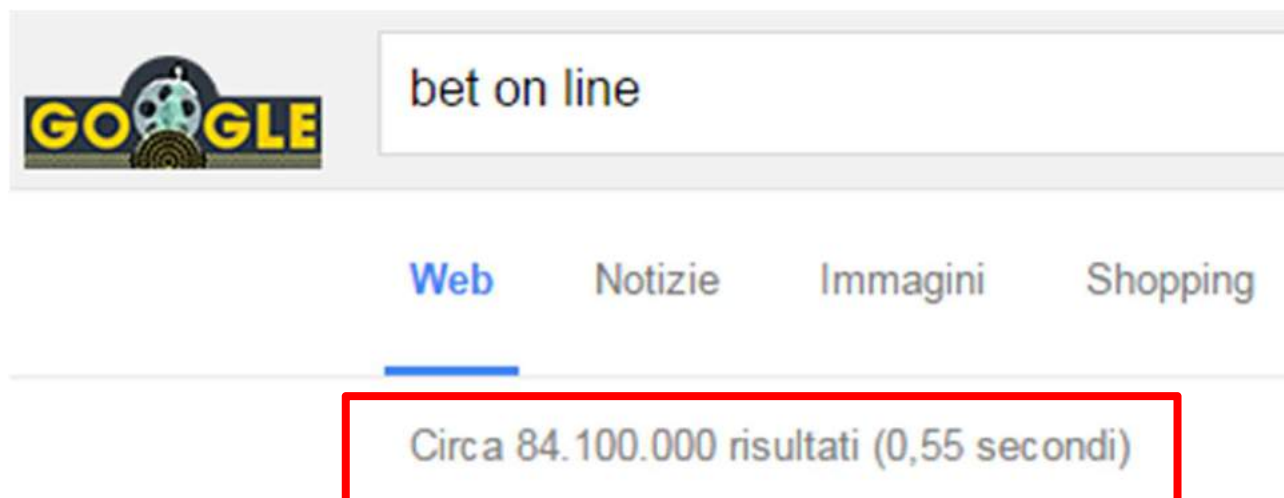 GOOGLE
bet on line
Web Notizie Immagini Shopping
Circa 84.100.000 risultati (0,55 secondi)